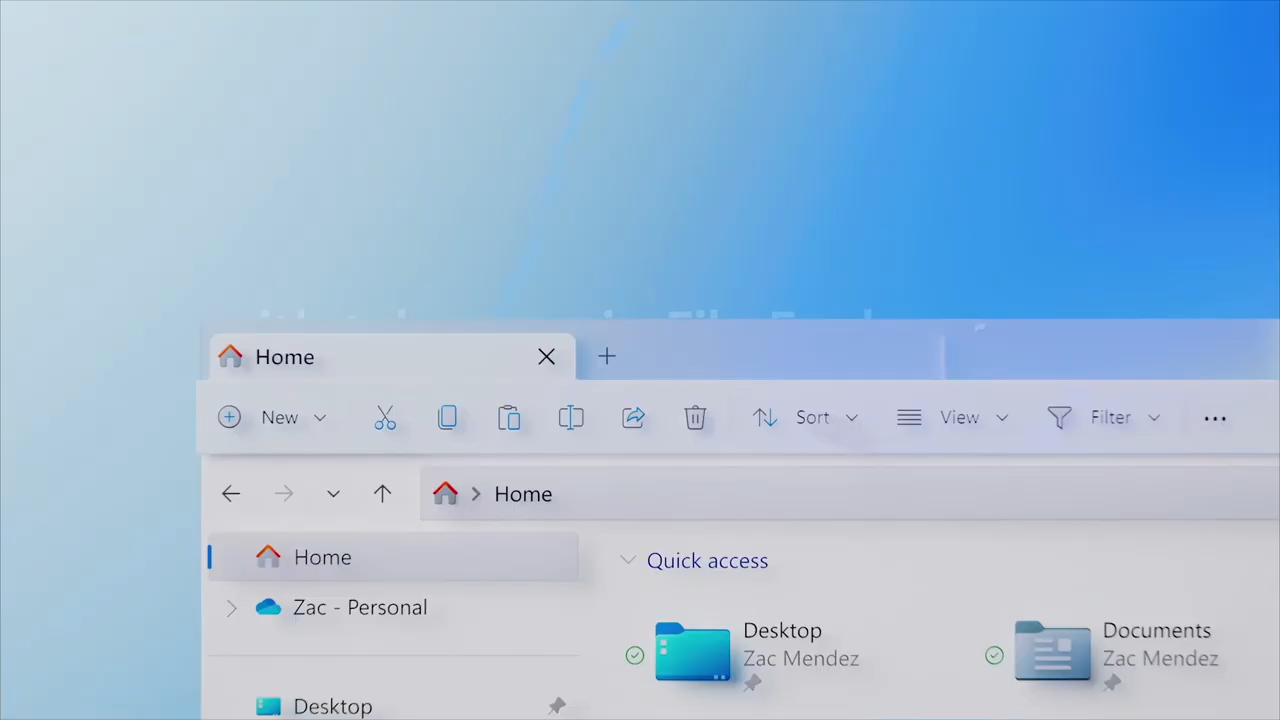 Home
New
Sort
View
Filter
Home
Home
Quick access
Zac - Personal
Desktop
Zac Mendez
Documents
Zac Mendez
Desktop